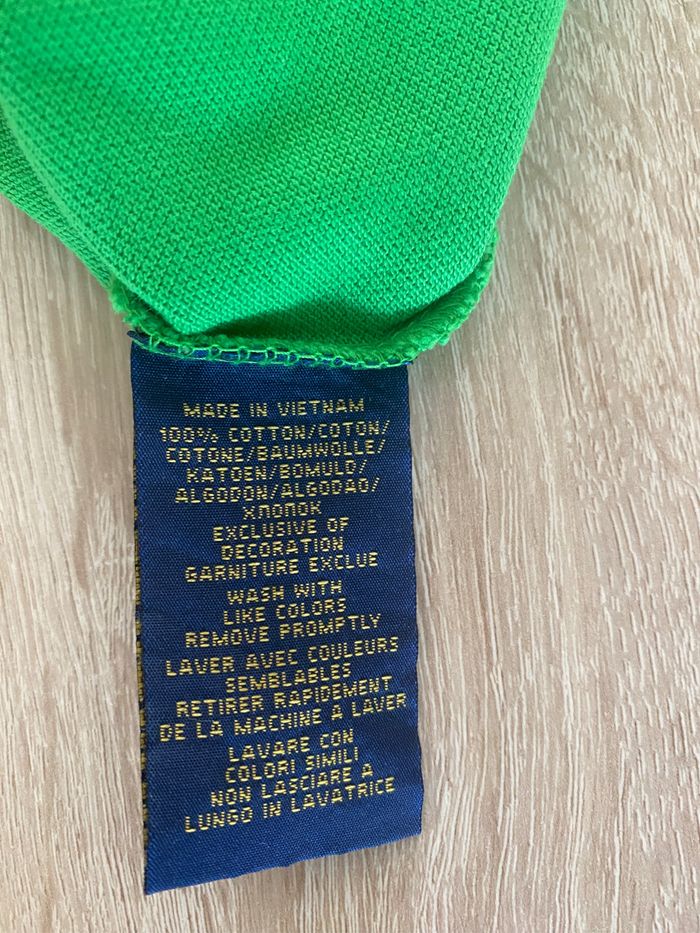 MADE IN VIETNAM
100% COTTON/COTON/
COTONE/BAUMWOLLE/
KATOEN/BOMULD/
ALGODON/ALGODAO/
ХЛОПОК
EXCLUSIVE OF
DECORATION
GARNITURE EXCLUE
WASH WITH
LIKE COLORS
REMOVE PROMPTLY
LAVER AVEC COULEURS
SEMBLABLES
RETIRER RAPIDEMENT
DE LA MACHINE À LAVER
LAVARE CON
COLORI SIMILI
NON LASCIARE A
LUNGO IN LAVATRICE